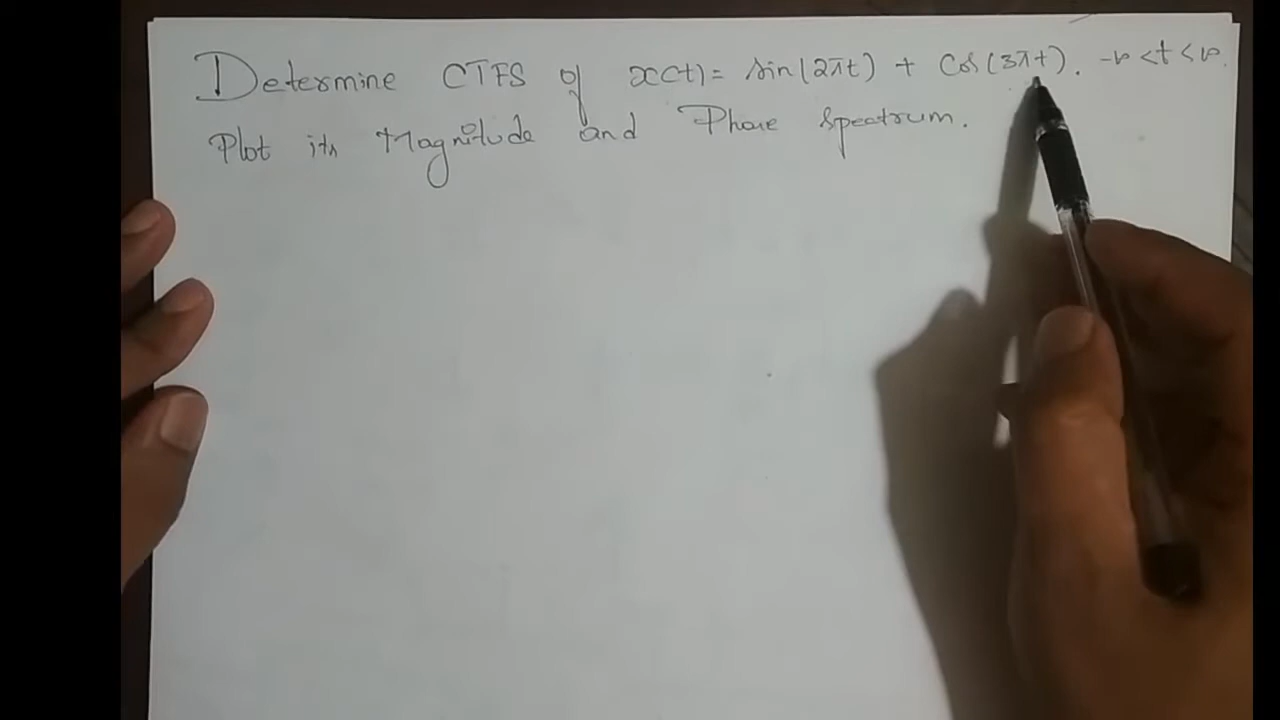 Determine CTFS of x(t)= sin(2πt) + Cos(3πt). -∞<t<∞.
Plot its Magnitude and Phase spectrum.